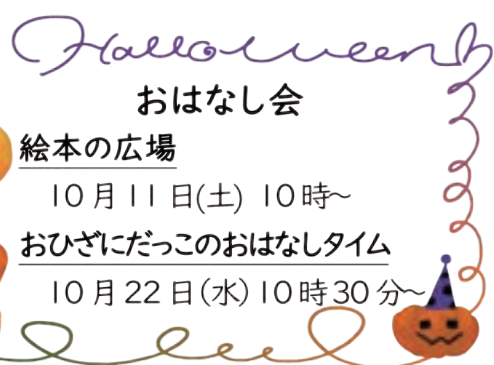 Halloween
おはなし会
絵本の広場
10月11日(土) 10時~
おひざにだっこのおはなしタイム
10月22日(水)10時30分~